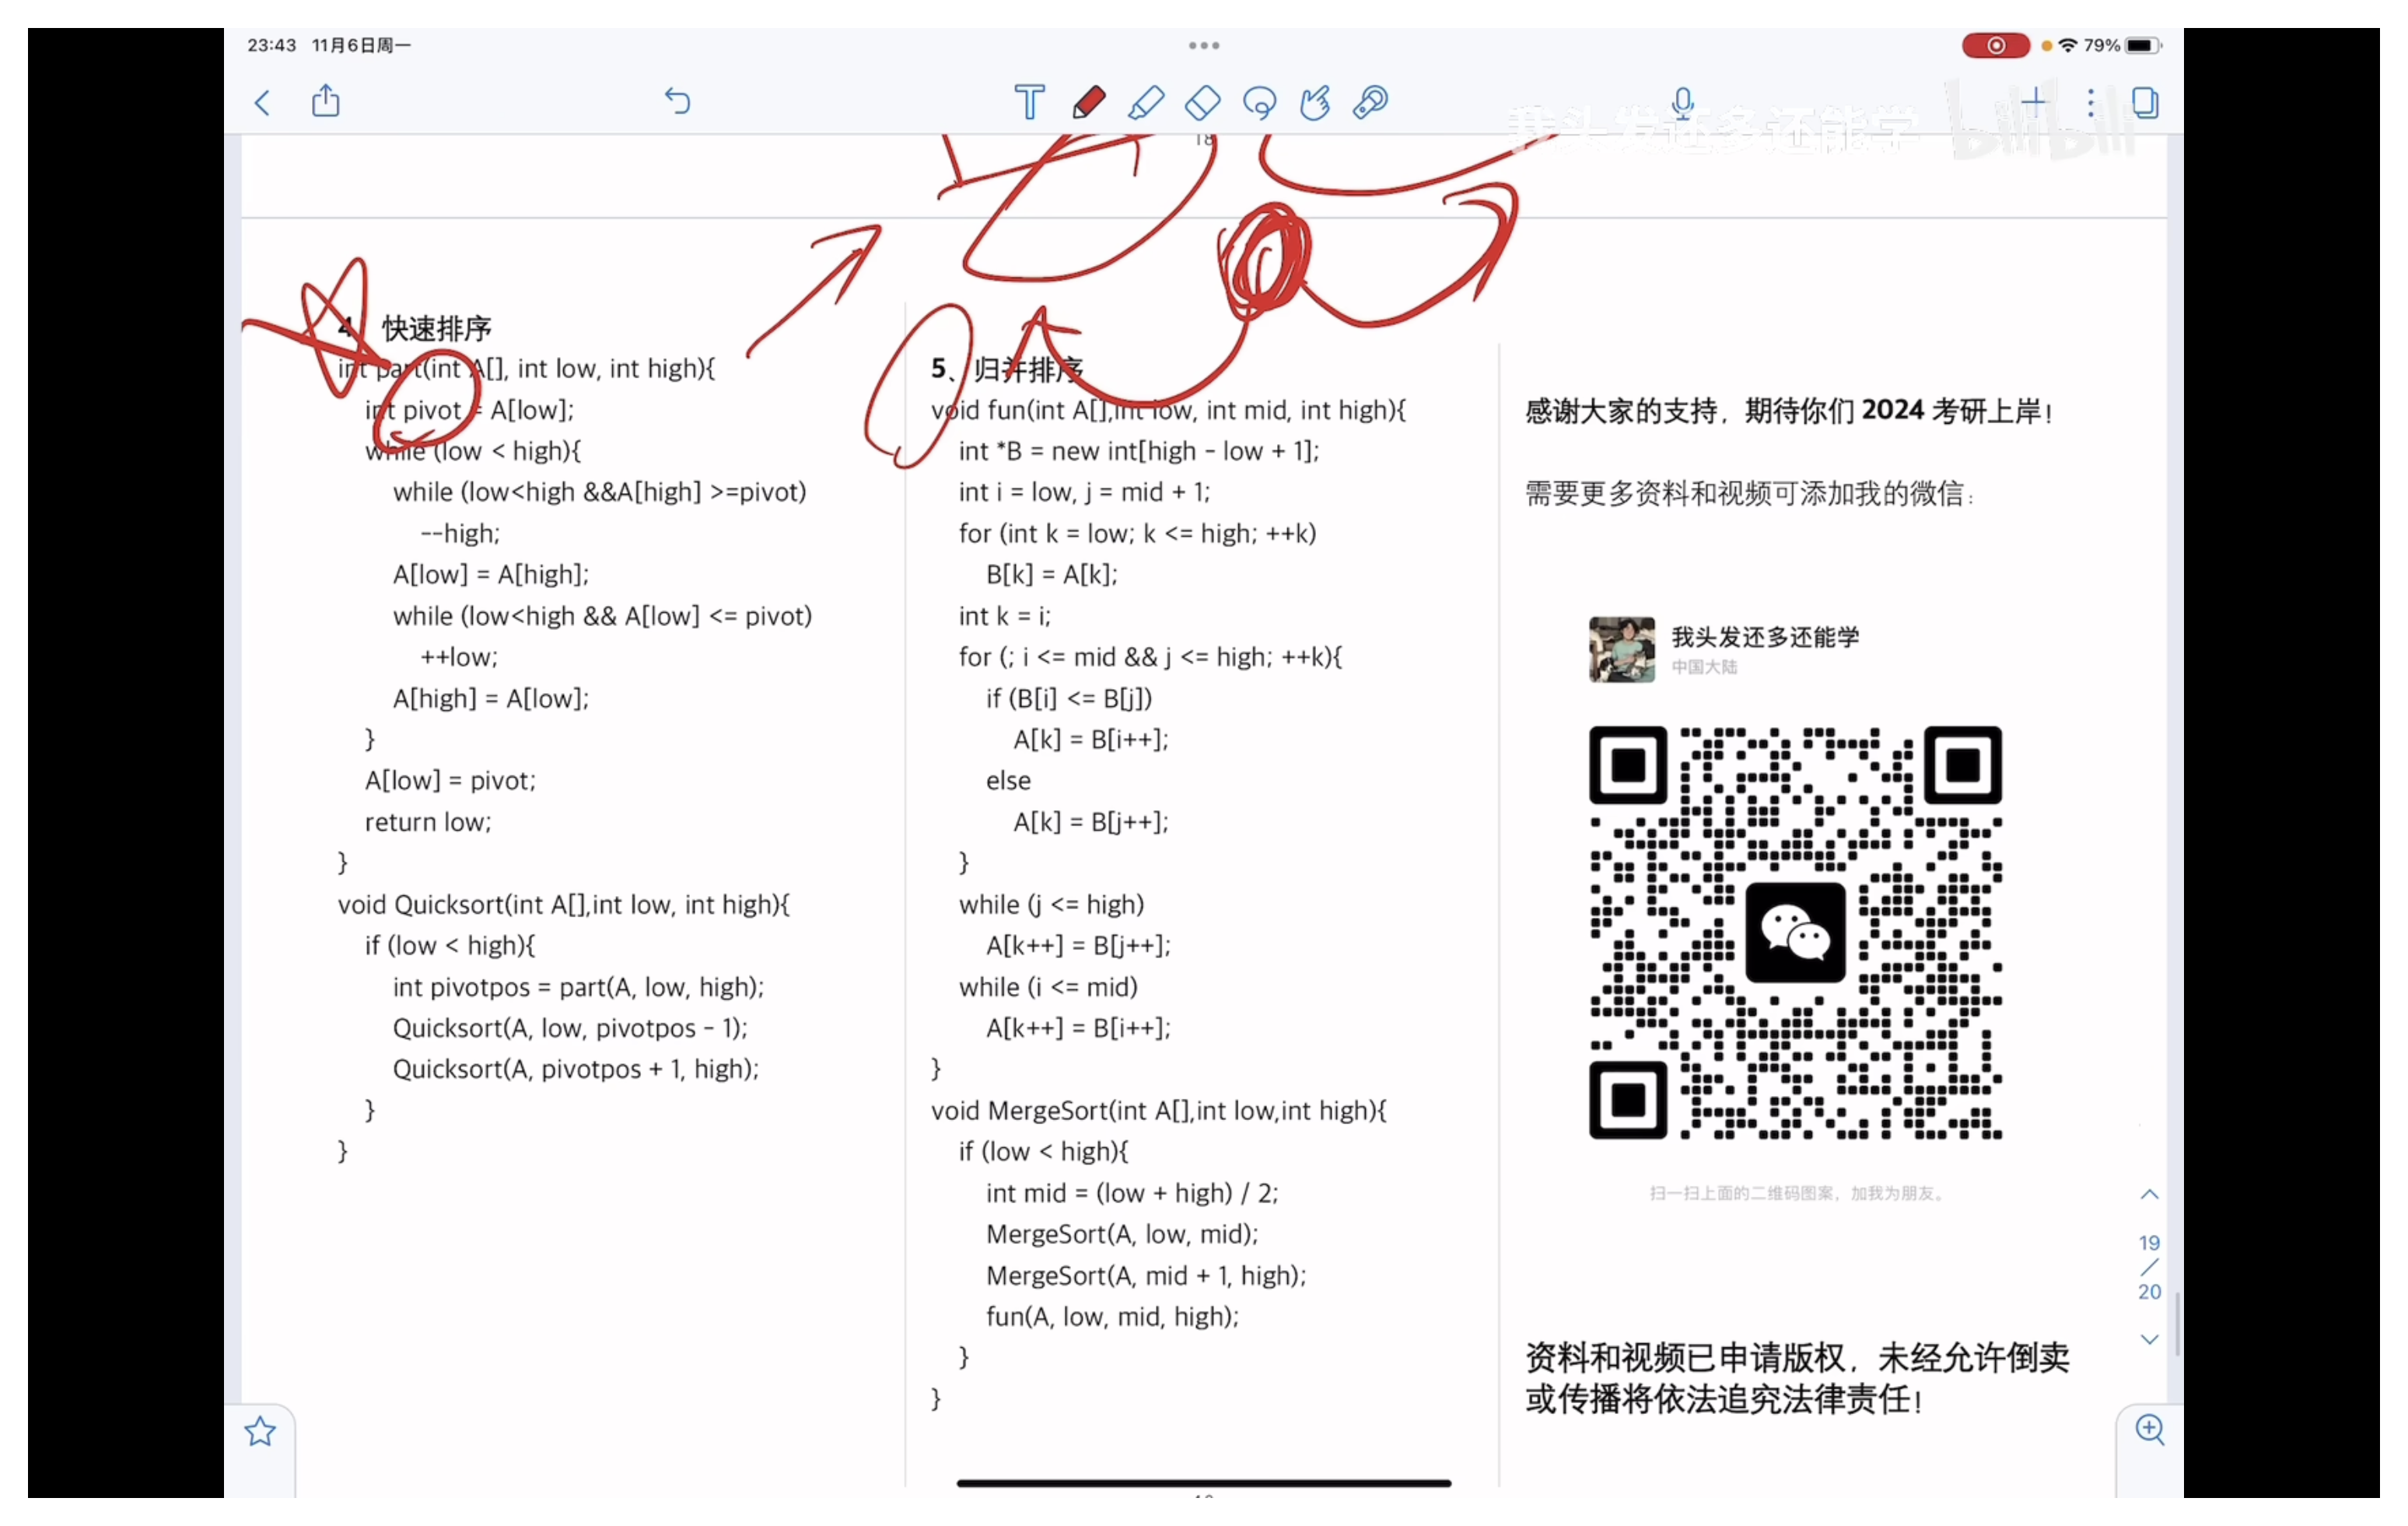 23:43 11月6日周一
79%
我头发还多还能学 bilibili
18
4、快速排序
int part(int A[], int low, int high){
int pivot = A[low];
while (low < high){
while (low<high &&A[high] >=pivot)
--high;
A[low] = A[high];
while (low<high && A[low] <= pivot)
++low;
A[high] = A[low];
}
A[low] = pivot;
return low;
}
void Quicksort(int A[],int low, int high){
if (low < high){
int pivotpos = part(A, low, high);
Quicksort(A, low, pivotpos - 1);
Quicksort(A, pivotpos + 1, high);
}
}
5、归并排序
void fun(int A[],int low, int mid, int high){
int *B = new int[high - low + 1];
int i = low, j = mid + 1;
for (int k = low; k <= high; ++k)
B[k] = A[k];
int k = i;
for (; i <= mid && j <= high; ++k){
if (B[i] <= B[j])
A[k] = B[i++];
else
A[k] = B[j++];
}
while (j <= high)
A[k++] = B[j++];
while (i <= mid)
A[k++] = B[i++];
}
void MergeSort(int A[],int low,int high){
if (low < high){
int mid = (low + high) / 2;
MergeSort(A, low, mid);
MergeSort(A, mid + 1, high);
fun(A, low, mid, high);
}
}
感谢大家的支持，期待你们 2024 考研上岸！
需要更多资料和视频可添加我的微信：
我头发还多还能学
中国大陆
扫一扫上面的二维码图案，加我为朋友。
资料和视频已申请版权，未经允许倒卖
或传播将依法追究法律责任！
19
/
20